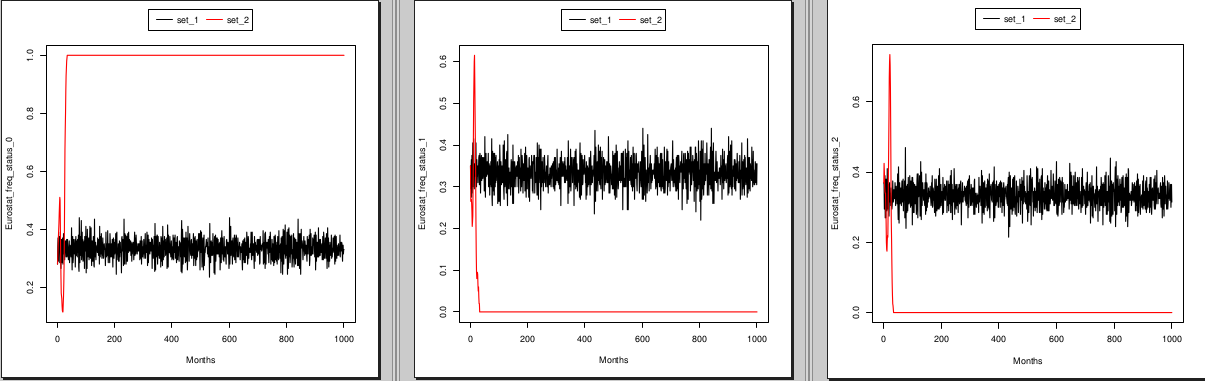 set_1 set_2
1.0
0.8
0.6
0.4
0.2
Eurostat_freq_status_0
0 200 400 600 800 1000
Months
set_1 set_2
0.6
0.5
0.4
0.3
0.2
0.1
0.0
Eurostat_freq_status_1
0 200 400 600 800 1000
Months
set_1 set_2
0.6
0.4
0.2
0.0
Eurostat_freq_status_2
0 200 400 600 800 1000
Months